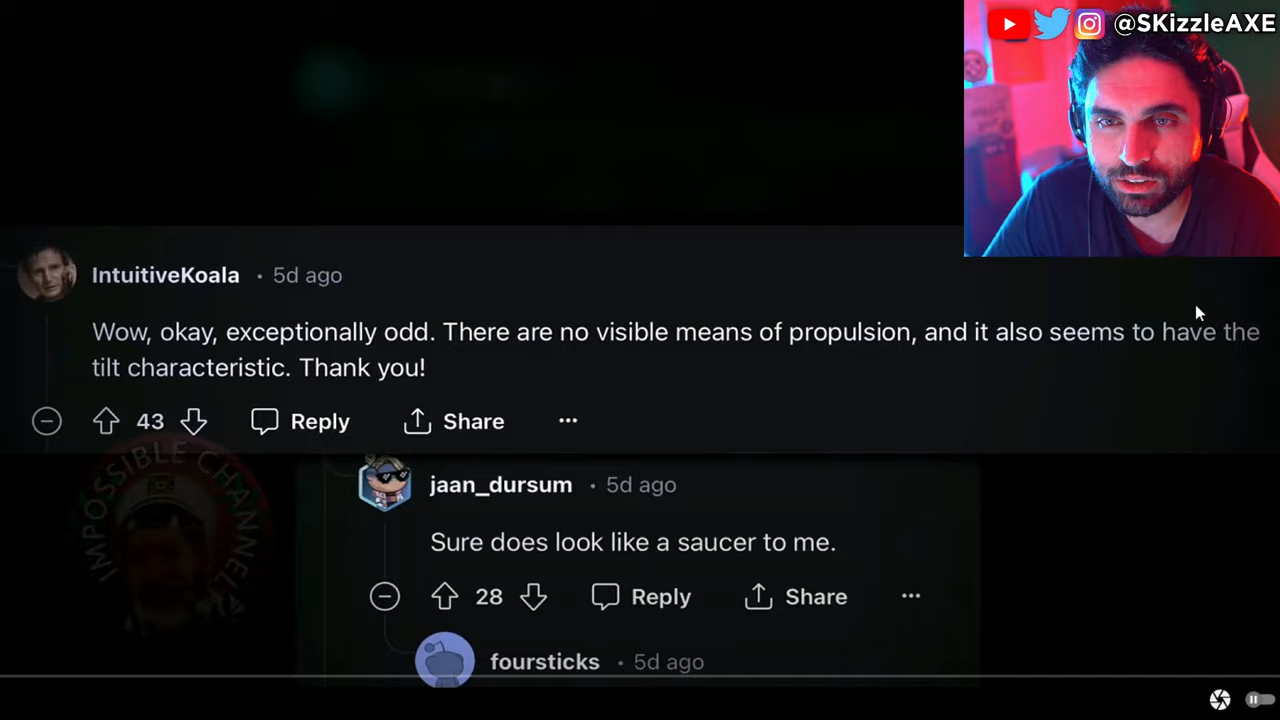 @SKizzleAXE
IntuitiveKoala • 5d ago
Wow, okay, exceptionally odd. There are no visible means of propulsion, and it also seems to have the
tilt characteristic. Thank you!
43 Reply Share ...
IMPOSSIBLE CHANNEL
jaan_dursum • 5d ago
Sure does look like a saucer to me.
28 Reply Share ...
foursticks • 5d ago